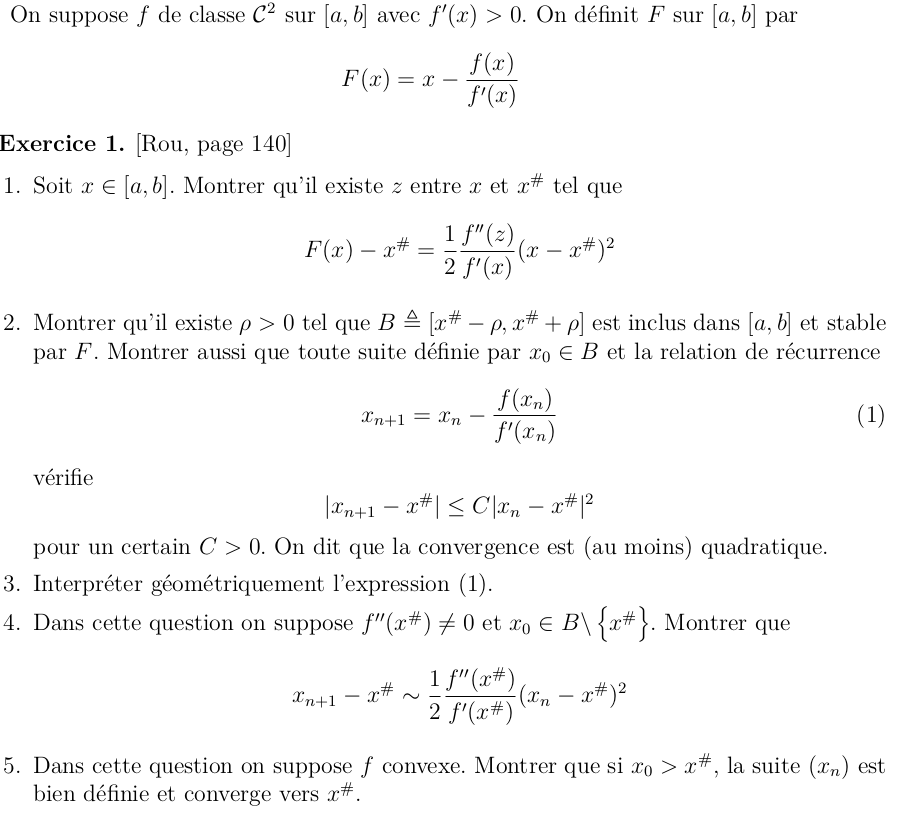 On suppose $f$ de classe $\mathcal{C}^2$ sur $[a, b]$ avec $f'(x) > 0$. On définit $F$ sur $[a, b]$ par
$$F(x) = x - \frac{f(x)}{f'(x)}$$
Exercice 1. [Rou, page 140]
1. Soit $x \in [a, b]$. Montrer qu'il existe $z$ entre $x$ et $x^\#$ tel que
$$F(x) - x^\# = \frac{1}{2}\frac{f''(z)}{f'(x)}(x - x^\#)^2$$
2. Montrer qu'il existe $\rho > 0$ tel que $B \triangleq [x^\# - \rho, x^\# + \rho]$ est inclus dans $[a, b]$ et stable
par $F$. Montrer aussi que toute suite définie par $x_0 \in B$ et la relation de récurrence
$$x_{n+1} = x_n - \frac{f(x_n)}{f'(x_n)} \quad (1)$$
vérifie
$$|x_{n+1} - x^\#| \leq C|x_n - x^\#|^2$$
pour un certain $C > 0$. On dit que la convergence est (au moins) quadratique.
3. Interpréter géométriquement l'expression (1).
4. Dans cette question on suppose $f''(x^\#) \neq 0$ et $x_0 \in B \backslash \left\{x^\#\right\}$. Montrer que
$$x_{n+1} - x^\# \sim \frac{1}{2}\frac{f''(x^\#)}{f'(x^\#)}(x_n - x^\#)^2$$
5. Dans cette question on suppose $f$ convexe. Montrer que si $x_0 > x^\#$, la suite $(x_n)$ est
bien définie et converge vers $x^\#$.